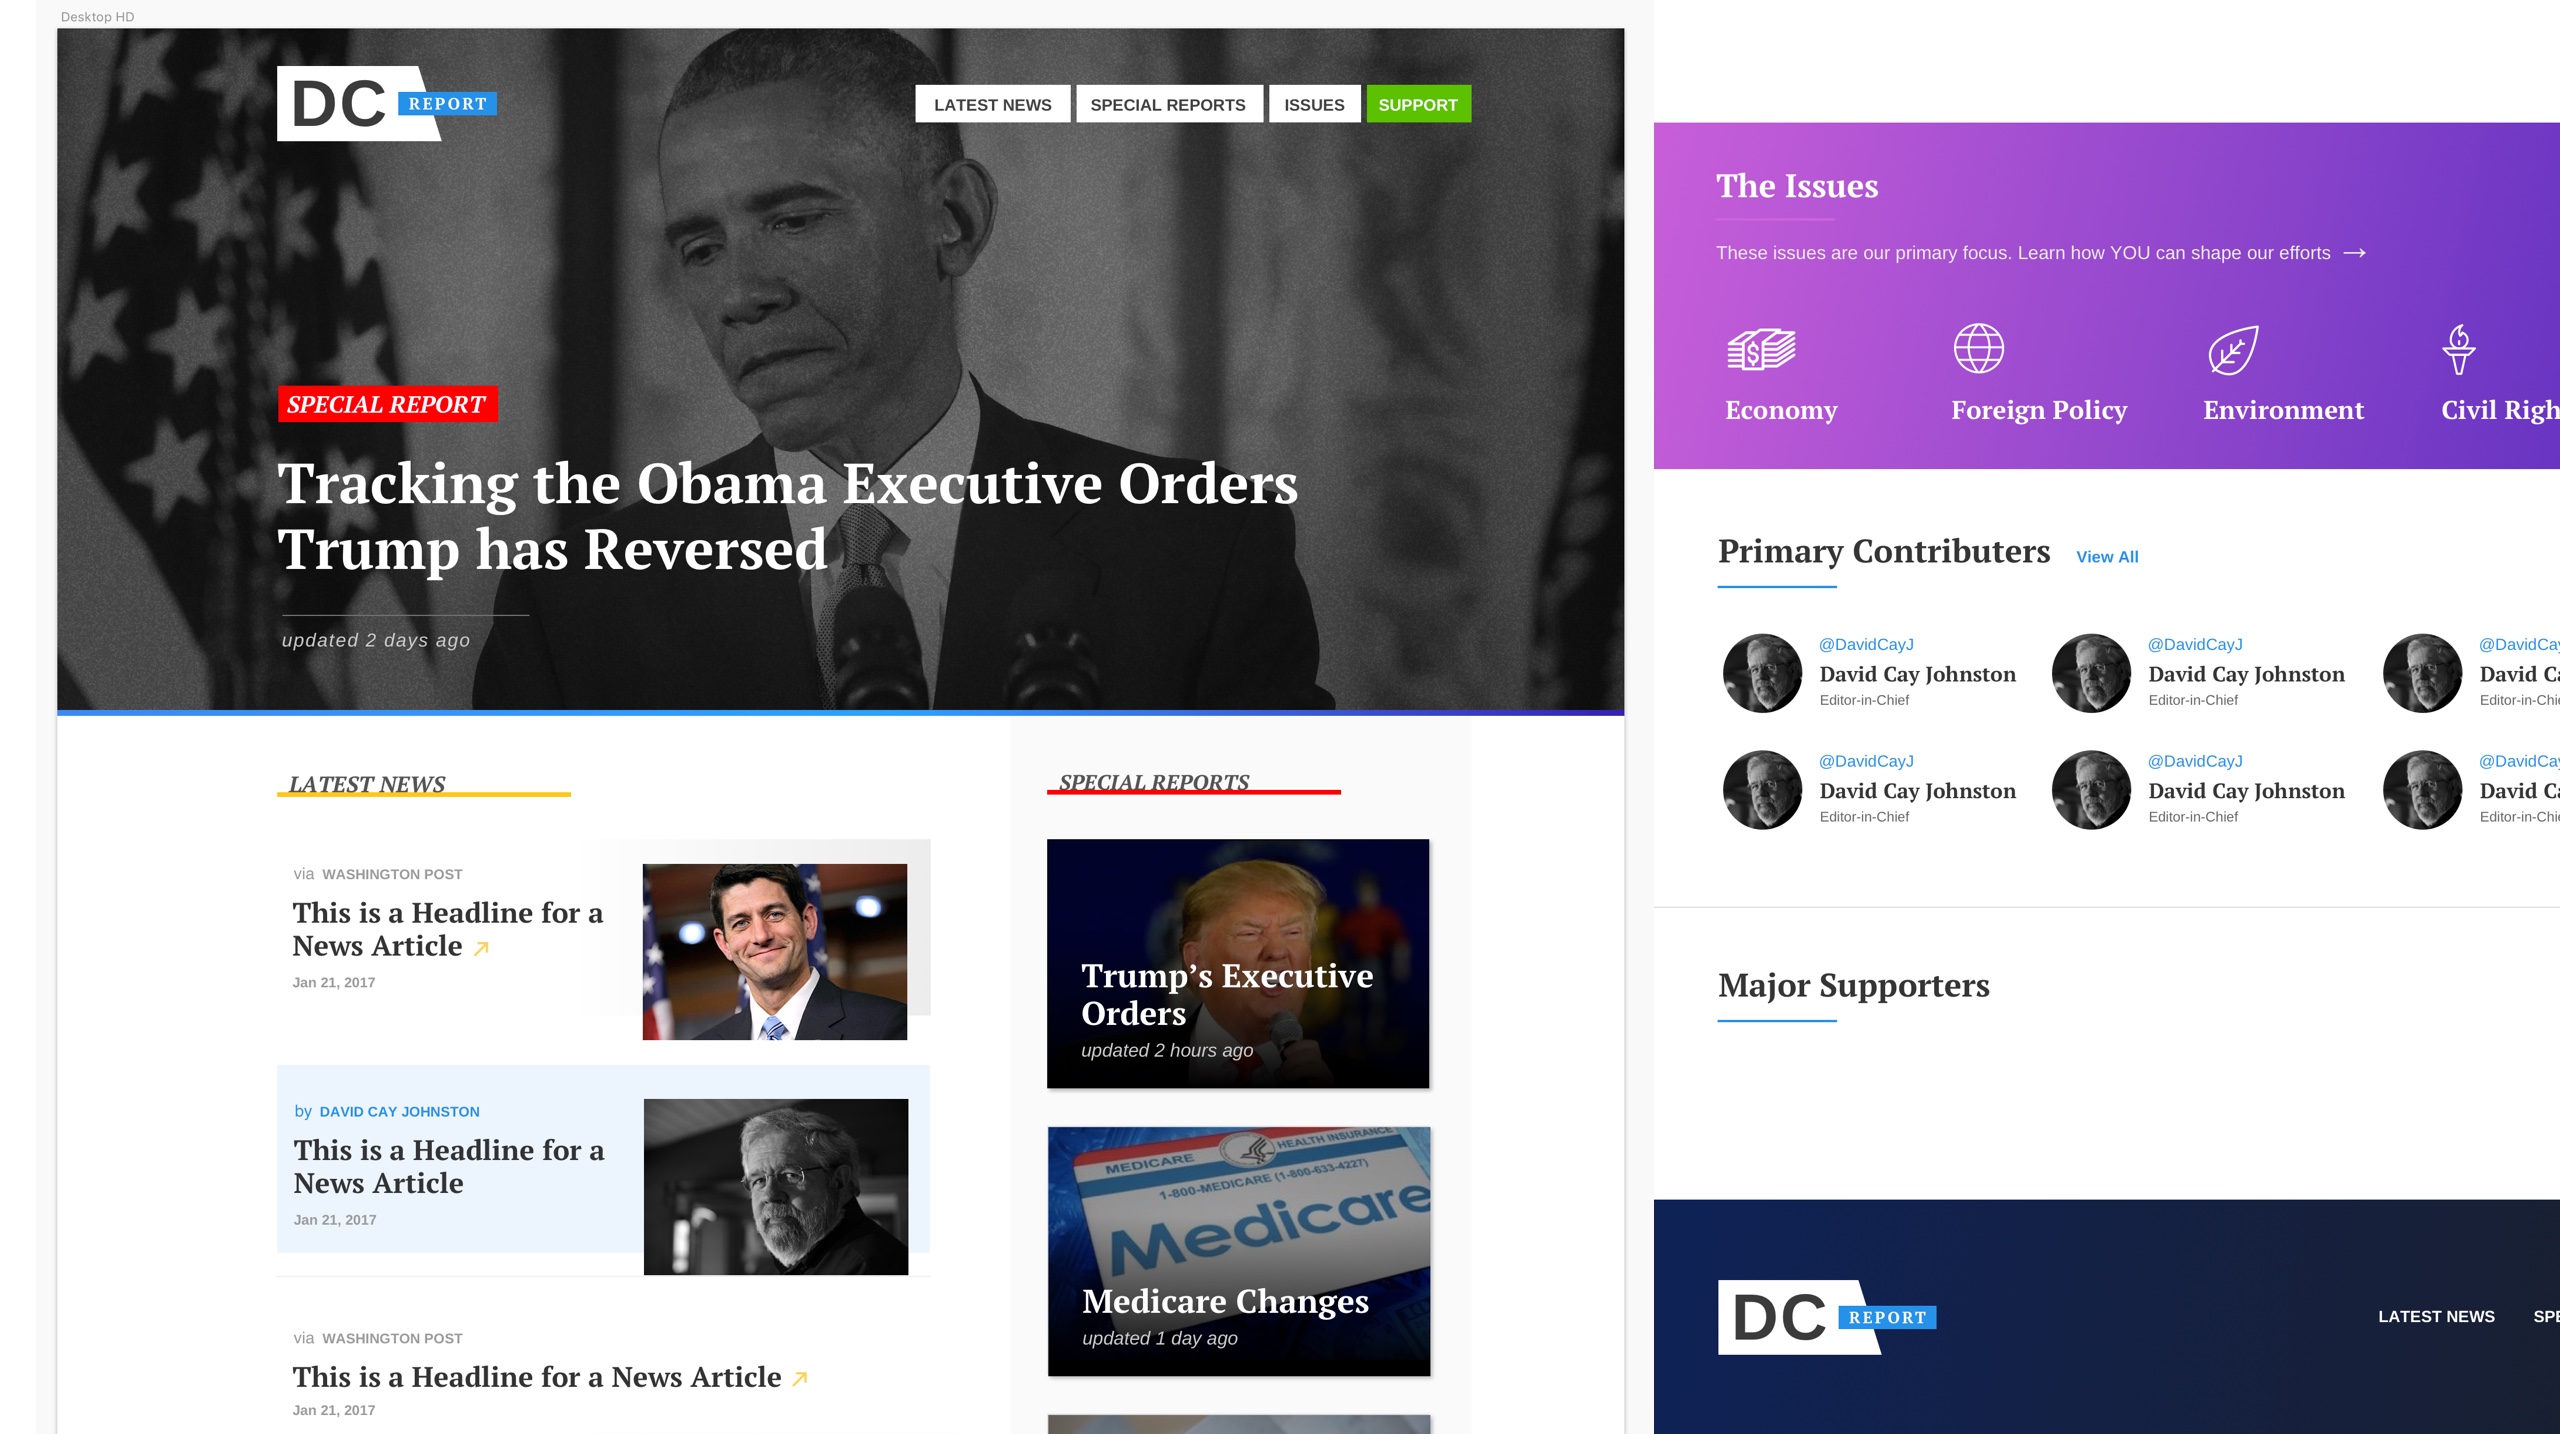 Desktop HD
DC REPORT
LATEST NEWS
SPECIAL REPORTS
ISSUES
SUPPORT
SPECIAL REPORT
Tracking the Obama Executive Orders
Trump has Reversed
updated 2 days ago
LATEST NEWS
via WASHINGTON POST
This is a Headline for a
News Article
Jan 21, 2017
by DAVID CAY JOHNSTON
This is a Headline for a
News Article
Jan 21, 2017
via WASHINGTON POST
This is a Headline for a News Article
Jan 21, 2017
SPECIAL REPORTS
Trump’s Executive
Orders
updated 2 hours ago
MEDICARE
HEALTH INSURANCE
1-800-MEDICARE (1-800-633-4227)
Medicare
Medicare Changes
updated 1 day ago
The Issues
These issues are our primary focus. Learn how YOU can shape our efforts →
Economy
Foreign Policy
Environment
Civil Righ
Primary Contributers
View All
@DavidCayJ
David Cay Johnston
Editor-in-Chief
@DavidCayJ
David Cay Johnston
Editor-in-Chief
@DavidCay
David Ca
Editor-in-Chie
@DavidCayJ
David Cay Johnston
Editor-in-Chief
@DavidCayJ
David Cay Johnston
Editor-in-Chief
@DavidCay
David Ca
Editor-in-Chie
Major Supporters
DC REPORT
LATEST NEWS
SPE